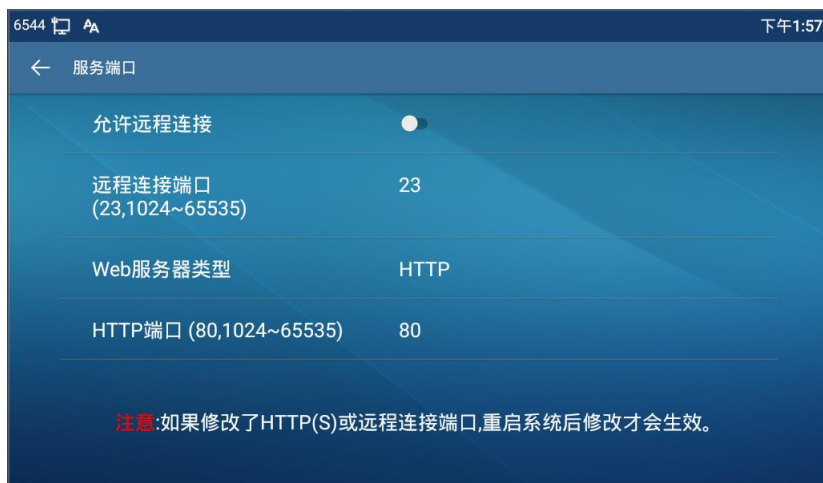 6544 AA 下午1:57
服务端口
允许远程连接
远程连接端口 23
(23,1024~65535)
Web服务器类型 HTTP
HTTP端口 (80,1024~65535) 80
注意:如果修改了HTTP(S)或远程连接端口,重启系统后修改才会生效。